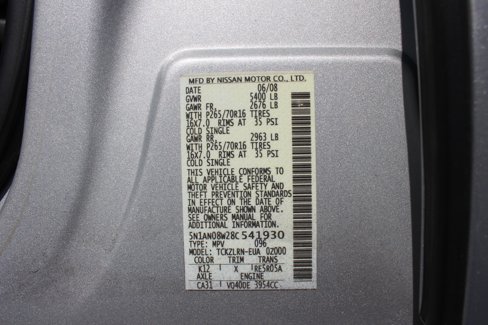 MFD BY NISSAN MOTOR CO., LTD.
DATE 06/08
GVWR 5400 LB
GAWR FR. 2676 LB
WITH P265/70R16 TIRES
16X7.0 RIMS AT 35 PSI
COLD SINGLE
GAWR RR. 2963 LB
WITH P265/70R16 TIRES
16X7.0 RIMS AT 35 PSI
COLD SINGLE
THIS VEHICLE CONFORMS TO
ALL APPLICABLE FEDERAL
MOTOR VEHICLE SAFETY AND
THEFT PREVENTION STANDARDS
IN EFFECT ON THE DATE OF
MANUFACTURE SHOWN ABOVE.
SEE OWNERS MANUAL FOR
ADDITIONAL INFORMATION.
5N1AN08W28C541930
TYPE MPV 096
MODEL TCKZLRN-EUA 02000
COLOR TRIM TRANS
K12 X RE5R05A
AXLE ENGINE
CA31 VQ40DE 3954CC